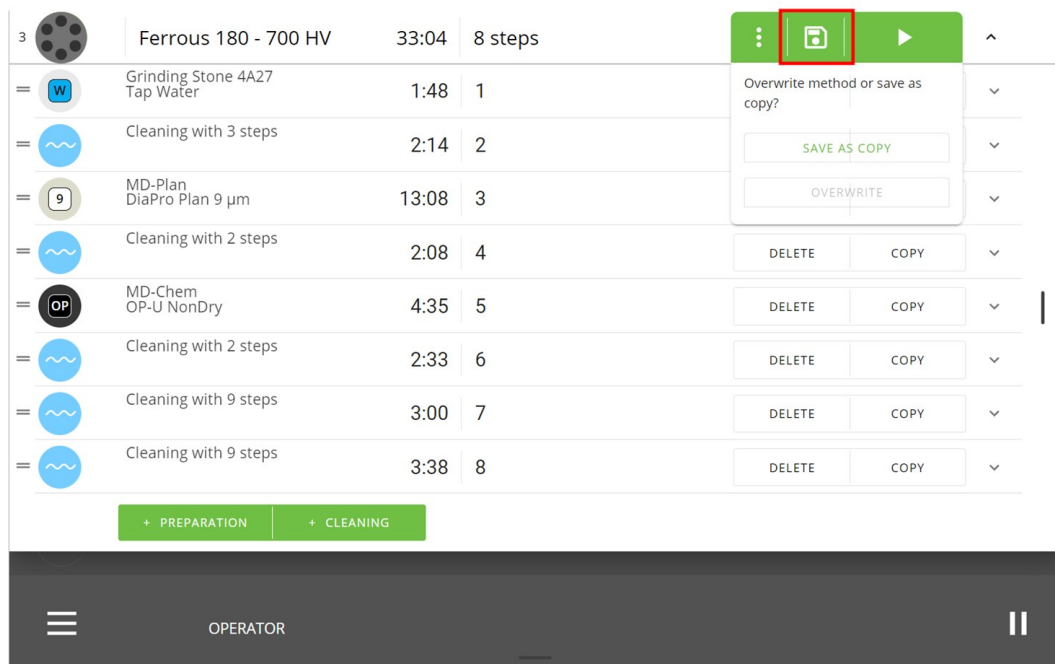 3 Ferrous 180 - 700 HV 33:04 8 steps
W Grinding Stone 4A27
Tap Water 1:48 1
Overwrite method or save as
copy?
Cleaning with 3 steps 2:14 2
SAVE AS COPY
9 MD-Plan
DiaPro Plan 9 µm 13:08 3
OVERWRITE
Cleaning with 2 steps 2:08 4 DELETE COPY
OP MD-Chem
OP-U NonDry 4:35 5 DELETE COPY
Cleaning with 2 steps 2:33 6 DELETE COPY
Cleaning with 9 steps 3:00 7 DELETE COPY
Cleaning with 9 steps 3:38 8 DELETE COPY
+ PREPARATION + CLEANING
OPERATOR